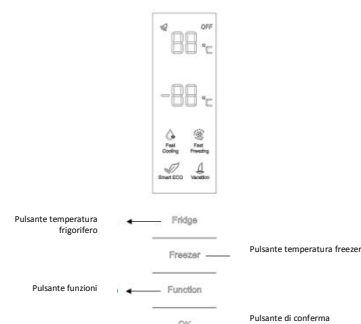 OFF
88 °C
-88 °C
Fast Fast
Cooling Freezing
Smart ECO Vacation
Pulsante temperatura
frigorifero
Fridge
Freezer
Pulsante temperatura freezer
Pulsante funzioni
Function
Pulsante di conferma
OK